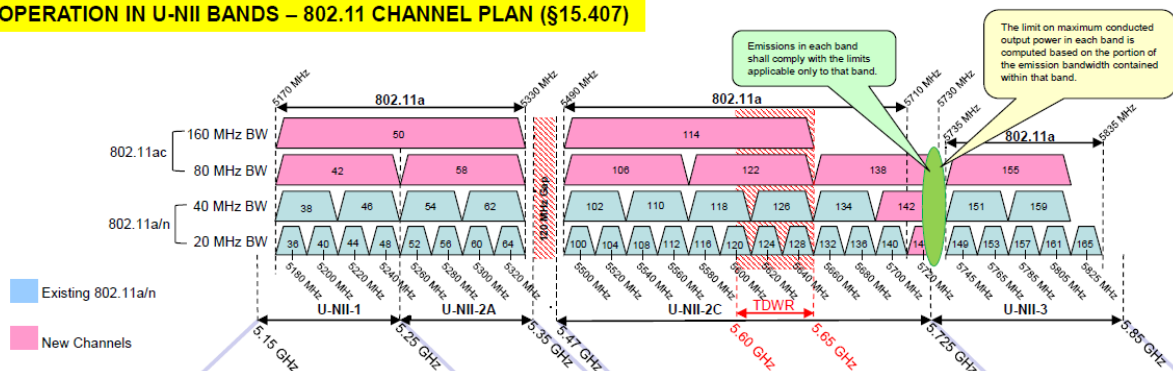 OPERATION IN U-NII BANDS – 802.11 CHANNEL PLAN (§15.407)
Emissions in each band
shall comply with the limits
applicable only to that band.
The limit on maximum conducted
output power in each band is
computed based on the portion of
the emission bandwidth contained
within that band.
5170 MHz
5330 MHz
5490 MHz
5710 MHz
5730 MHz
5735 MHz
5835 MHz
802.11a
802.11a
802.11a
802.11ac
160 MHz BW
50
114
80 MHz BW
42
58
106
122
138
155
802.11a/n
40 MHz BW
38
46
54
62
102
110
118
126
134
142
151
159
20 MHz BW
36
40
44
48
52
56
60
64
100
104
108
112
116
120
124
128
132
136
140
14
149
153
157
161
165
120 MHz Gap
5180 MHz
5200 MHz
5220 MHz
5240 MHz
5260 MHz
5280 MHz
5300 MHz
5320 MHz
5500 MHz
5520 MHz
5540 MHz
5560 MHz
5580 MHz
5600 MHz
5620 MHz
5640 MHz
5660 MHz
5680 MHz
5700 MHz
5720 MHz
5745 MHz
5765 MHz
5785 MHz
5805 MHz
5825 MHz
Existing 802.11a/n
New Channels
U-NII-1
U-NII-2A
U-NII-2C
TDWR
U-NII-3
5.15 GHz
5.25 GHz
5.35 GHz
5.47 GHz
5.60 GHz
5.65 GHz
5.725 GHz
5.85 GHz